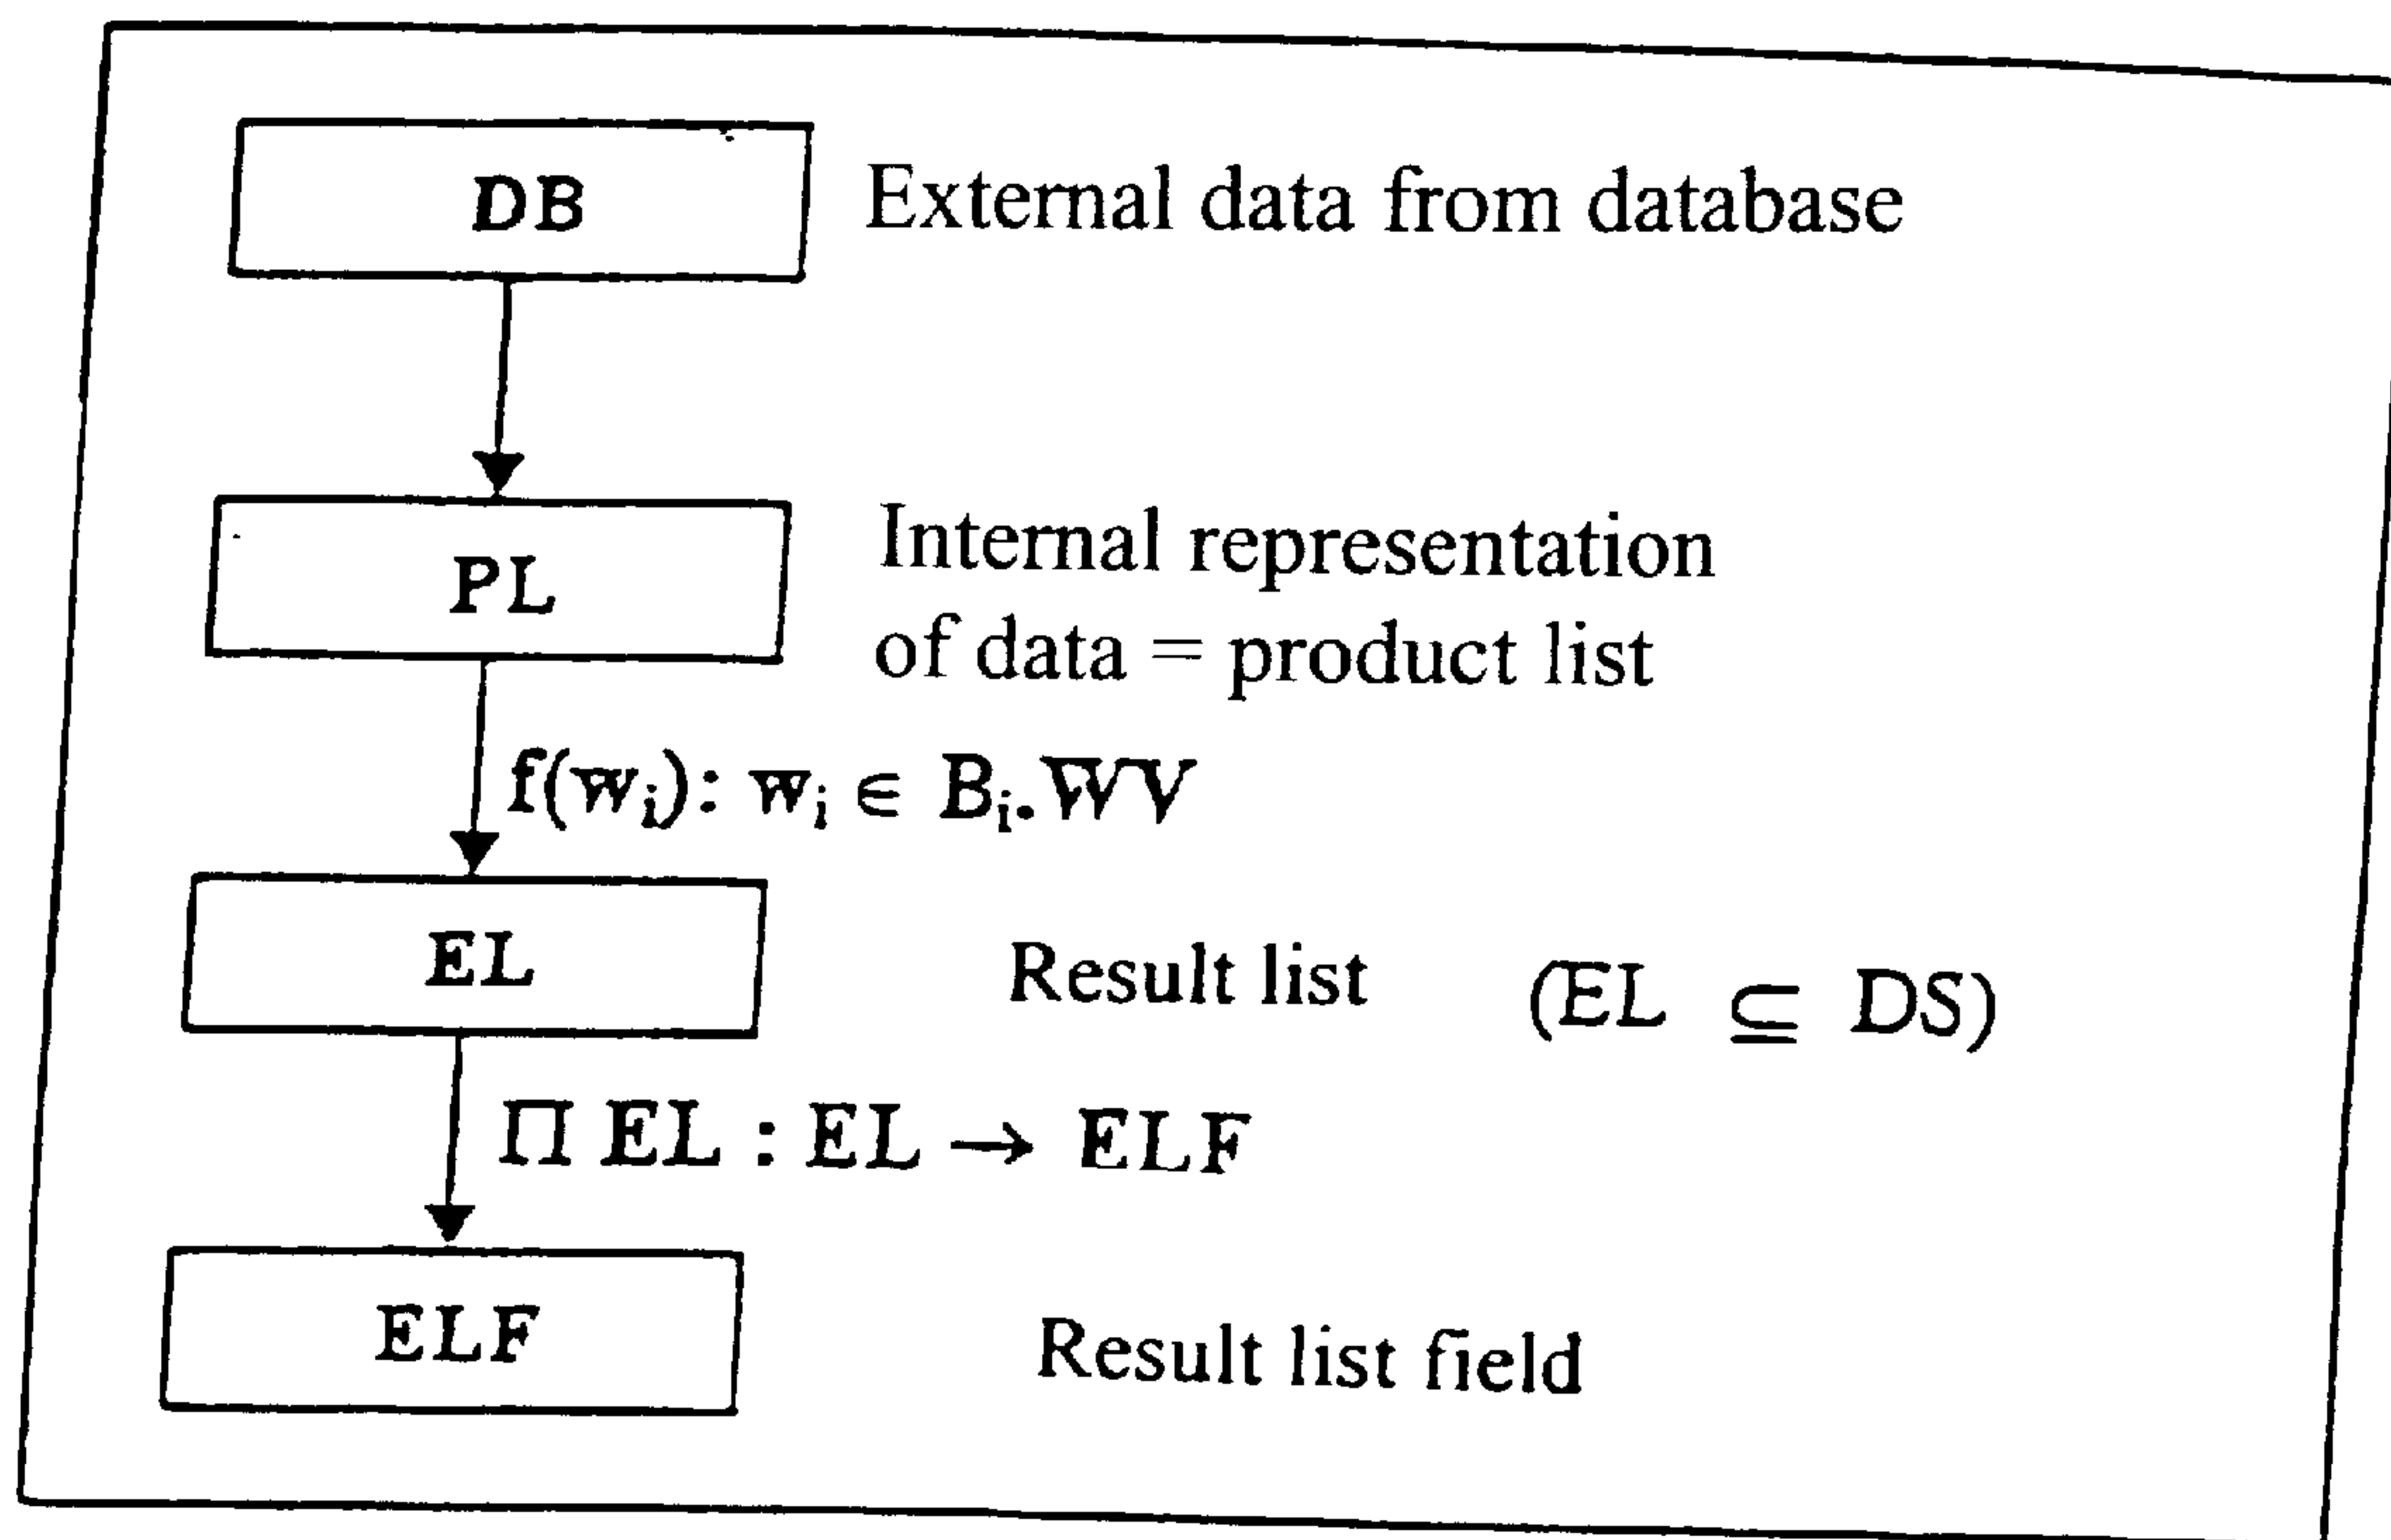 DB
External data from database
PL
Internal representation
of data = product list
f(wᵢ): wᵢ ∈ Bᵢ.WV
EL
Result list (EL ⊆ DS)
Π EL : EL → ELF
ELF
Result list field